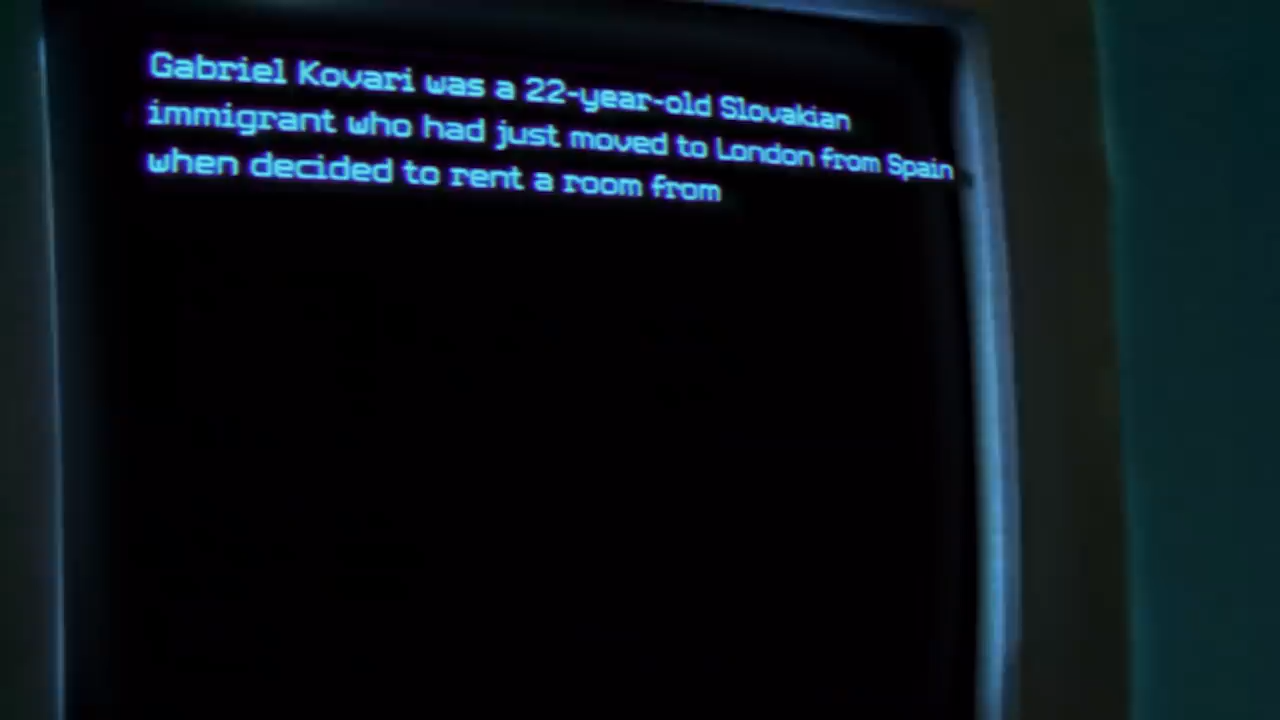 Gabriel Kovari was a 22-year-old Slovakian
immigrant who had just moved to London from Spain
when decided to rent a room from